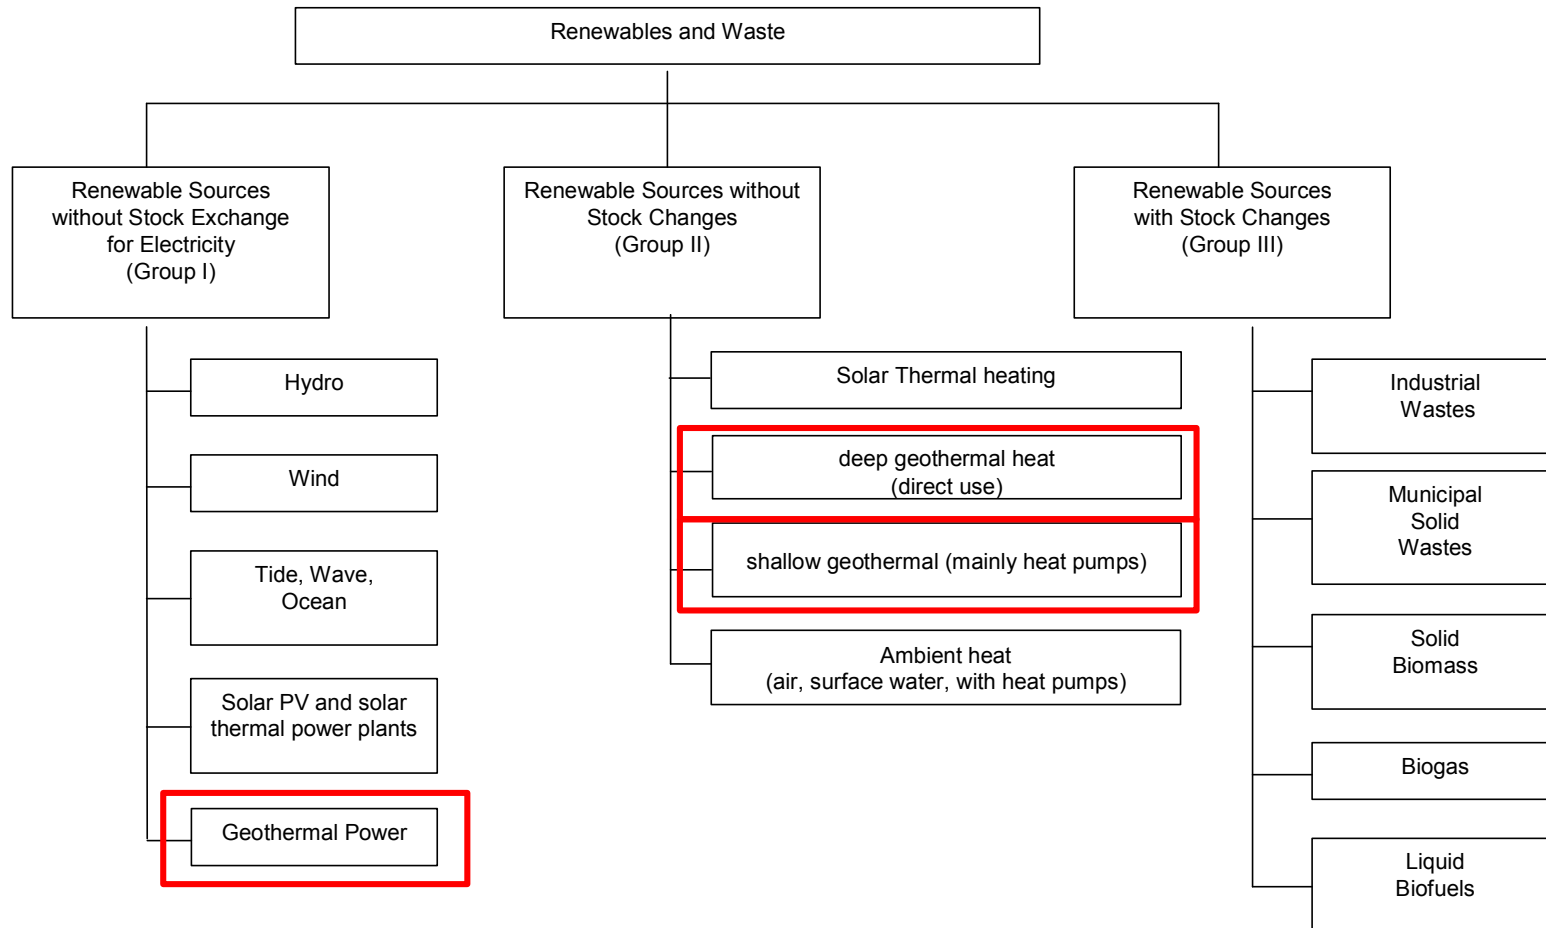 Renewables and Waste
Renewable Sources
without Stock Exchange
for Electricity
(Group I)
Renewable Sources without
Stock Changes
(Group II)
Renewable Sources
with Stock Changes
(Group III)
Hydro
Wind
Tide, Wave,
Ocean
Solar PV and solar
thermal power plants
Geothermal Power
Solar Thermal heating
deep geothermal heat
(direct use)
shallow geothermal (mainly heat pumps)
Ambient heat
(air, surface water, with heat pumps)
Industrial
Wastes
Municipal
Solid
Wastes
Solid
Biomass
Biogas
Liquid
Biofuels